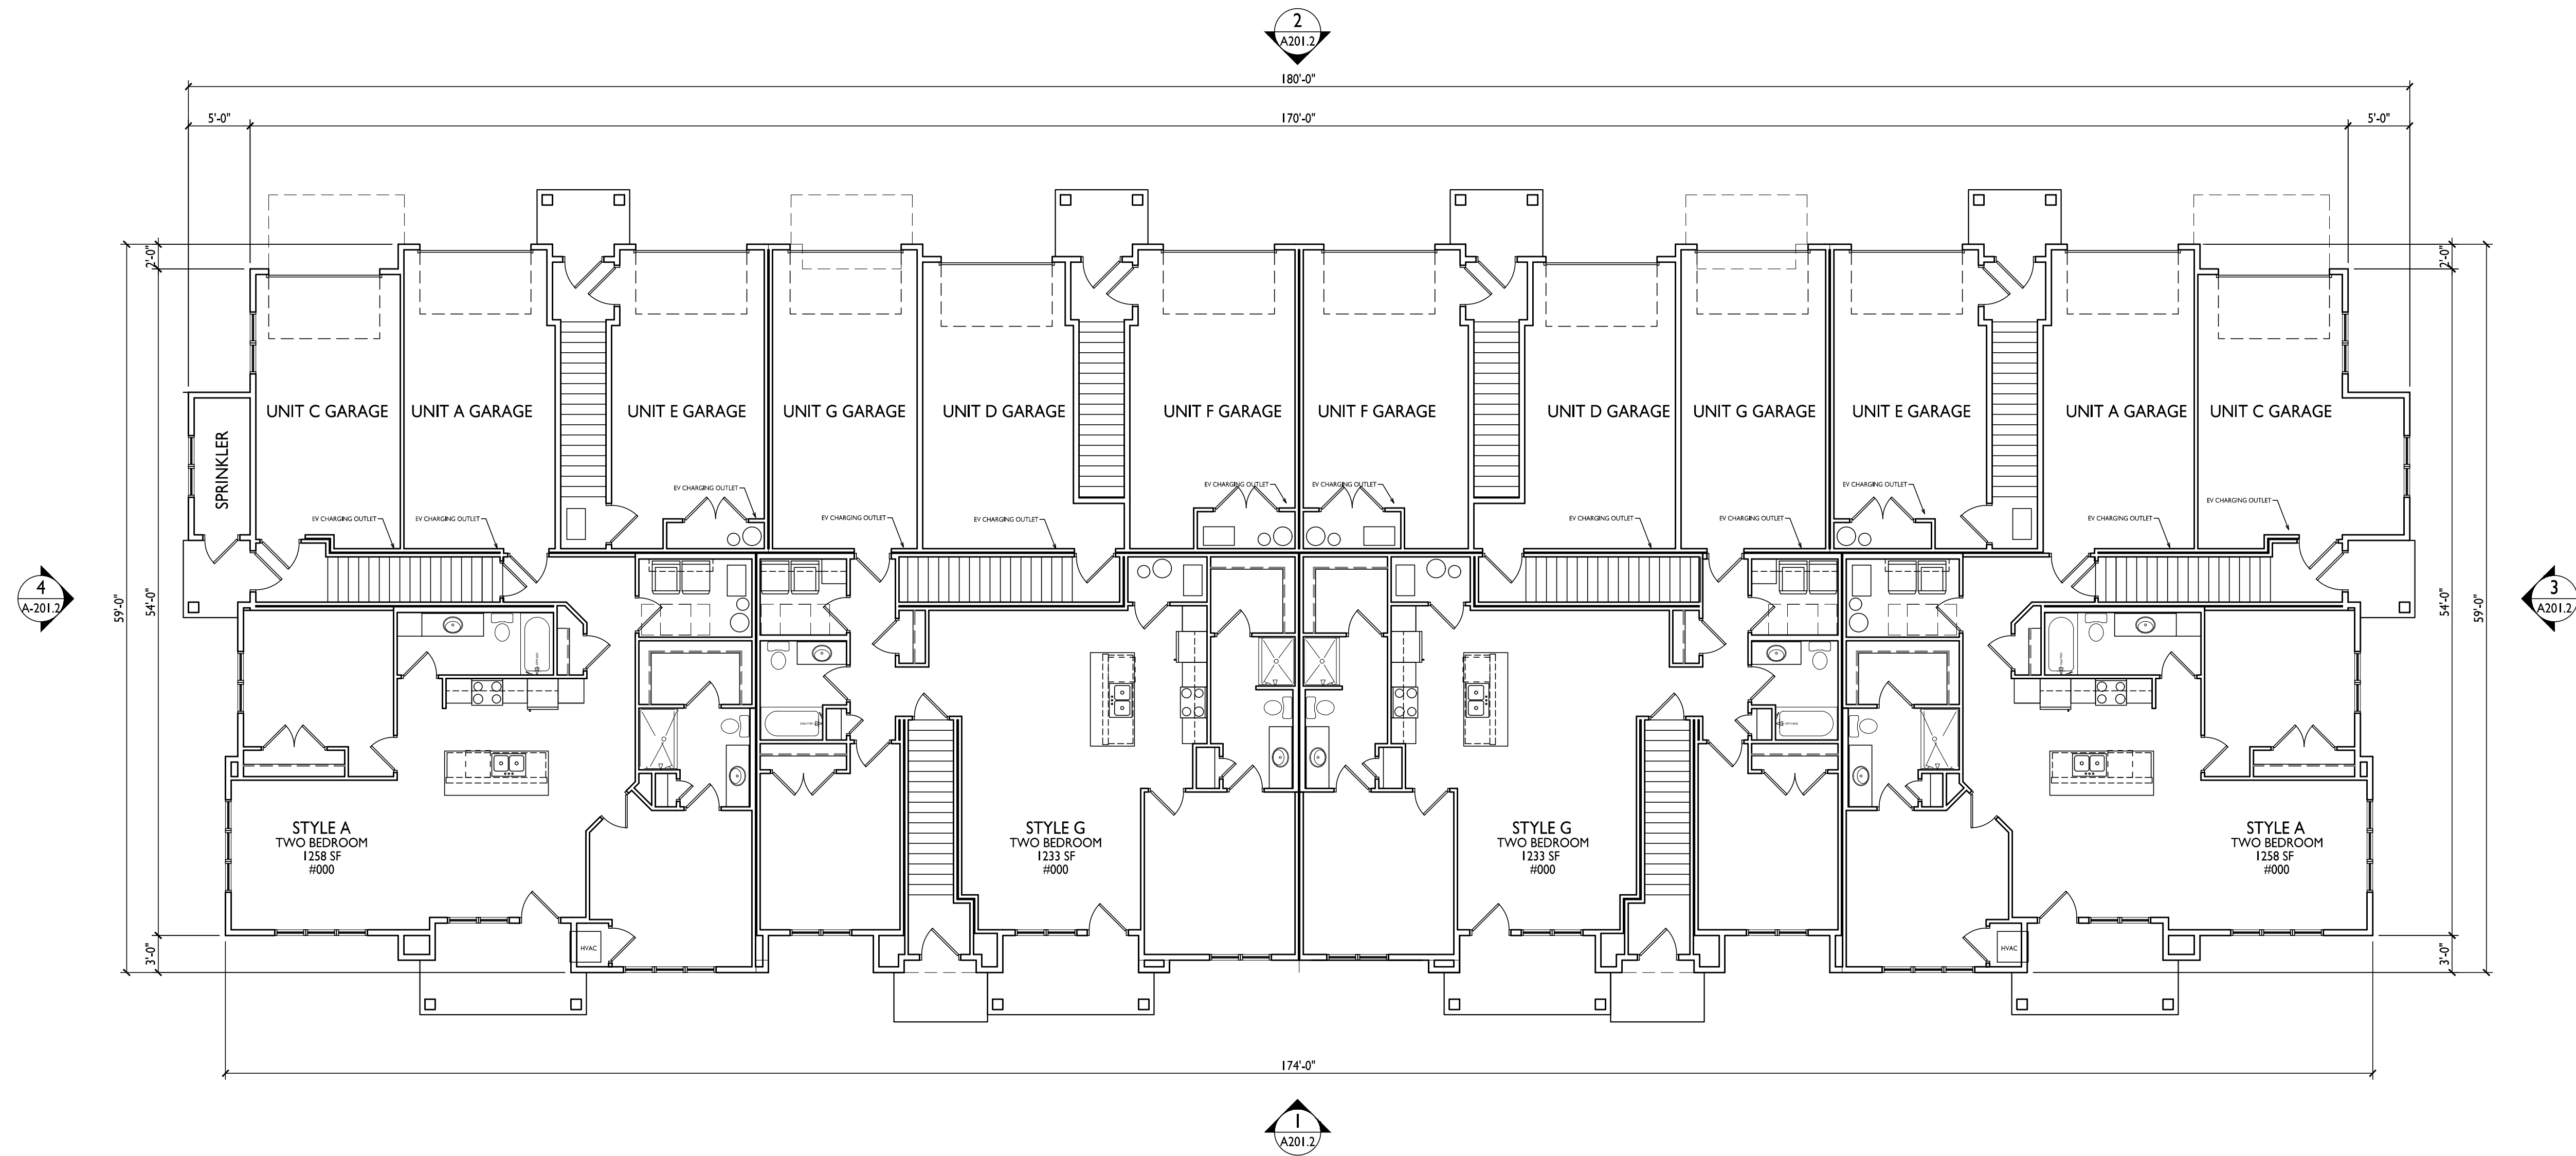 2
A201.2
180'-0"
5'-0"
170'-0"
5'-0"
2'-0"
2'-0"
59'-0"
54'-0"
54'-0"
59'-0"
UNIT C GARAGE
UNIT A GARAGE
UNIT E GARAGE
UNIT G GARAGE
UNIT D GARAGE
UNIT F GARAGE
UNIT F GARAGE
UNIT D GARAGE
UNIT G GARAGE
UNIT E GARAGE
UNIT A GARAGE
UNIT C GARAGE
SPRINKLER
EV CHARGING OUTLET
EV CHARGING OUTLET
EV CHARGING OUTLET
EV CHARGING OUTLET
EV CHARGING OUTLET
EV CHARGING OUTLET
EV CHARGING OUTLET
EV CHARGING OUTLET
EV CHARGING OUTLET
EV CHARGING OUTLET
EV CHARGING OUTLET
EV CHARGING OUTLET
4
A-201.2
3
A201.2
STYLE A
TWO BEDROOM
1258 SF
#000
STYLE G
TWO BEDROOM
1233 SF
#000
STYLE G
TWO BEDROOM
1233 SF
#000
STYLE A
TWO BEDROOM
1258 SF
#000
HVAC
HVAC
3'-0"
3'-0"
174'-0"
1
A201.2